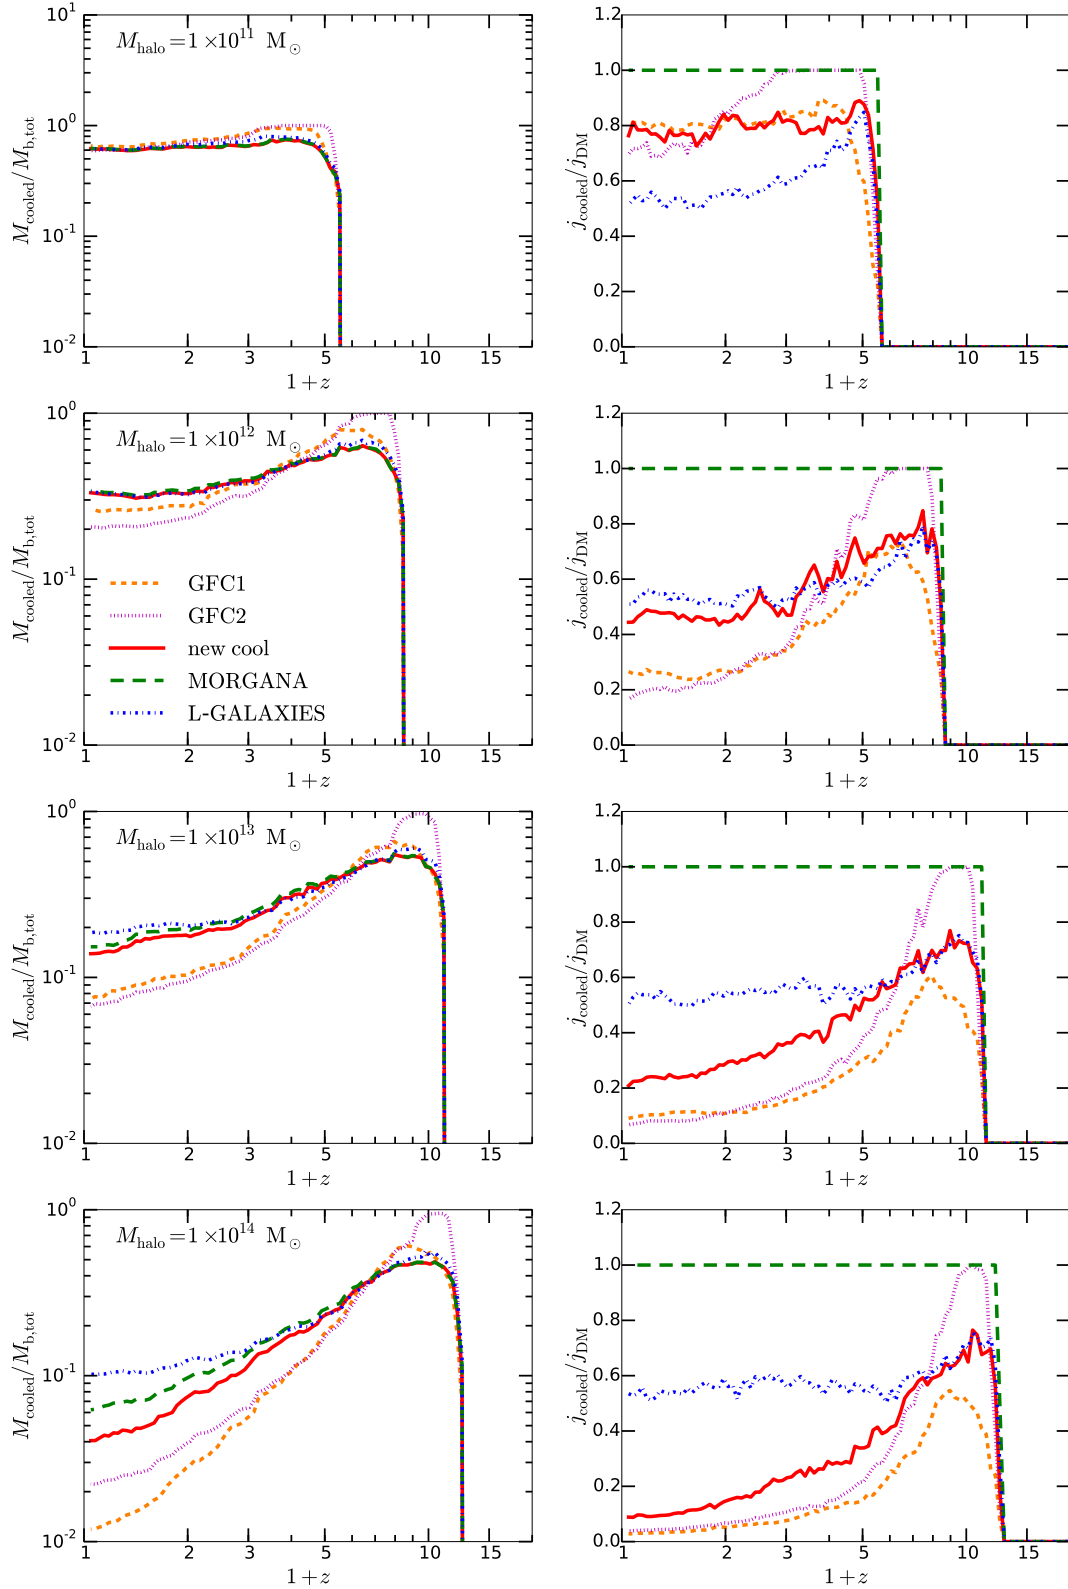 10^1
M_halo = 1 × 10^11 M_⊙
10^0
10^-1
10^-2
M_cooled/M_b,tot
1 2 3 5 10 15
1 + z
1.2
1.0
0.8
0.6
0.4
0.2
0.0
j_cooled/j_DM
1 2 3 5 10 15
1 + z
10^0
M_halo = 1 × 10^12 M_⊙
10^-1
10^-2
M_cooled/M_b,tot
GFC1
GFC2
new cool
MORGANA
L-GALAXIES
1 2 3 5 10 15
1 + z
1.2
1.0
0.8
0.6
0.4
0.2
0.0
j_cooled/j_DM
1 2 3 5 10 15
1 + z
10^0
M_halo = 1 × 10^13 M_⊙
10^-1
10^-2
M_cooled/M_b,tot
1 2 3 5 10 15
1 + z
1.2
1.0
0.8
0.6
0.4
0.2
0.0
j_cooled/j_DM
1 2 3 5 10 15
1 + z
10^0
M_halo = 1 × 10^14 M_⊙
10^-1
10^-2
M_cooled/M_b,tot
1 2 3 5 10 15
1 + z
1.2
1.0
0.8
0.6
0.4
0.2
0.0
j_cooled/j_DM
1 2 3 5 10 15
1 + z